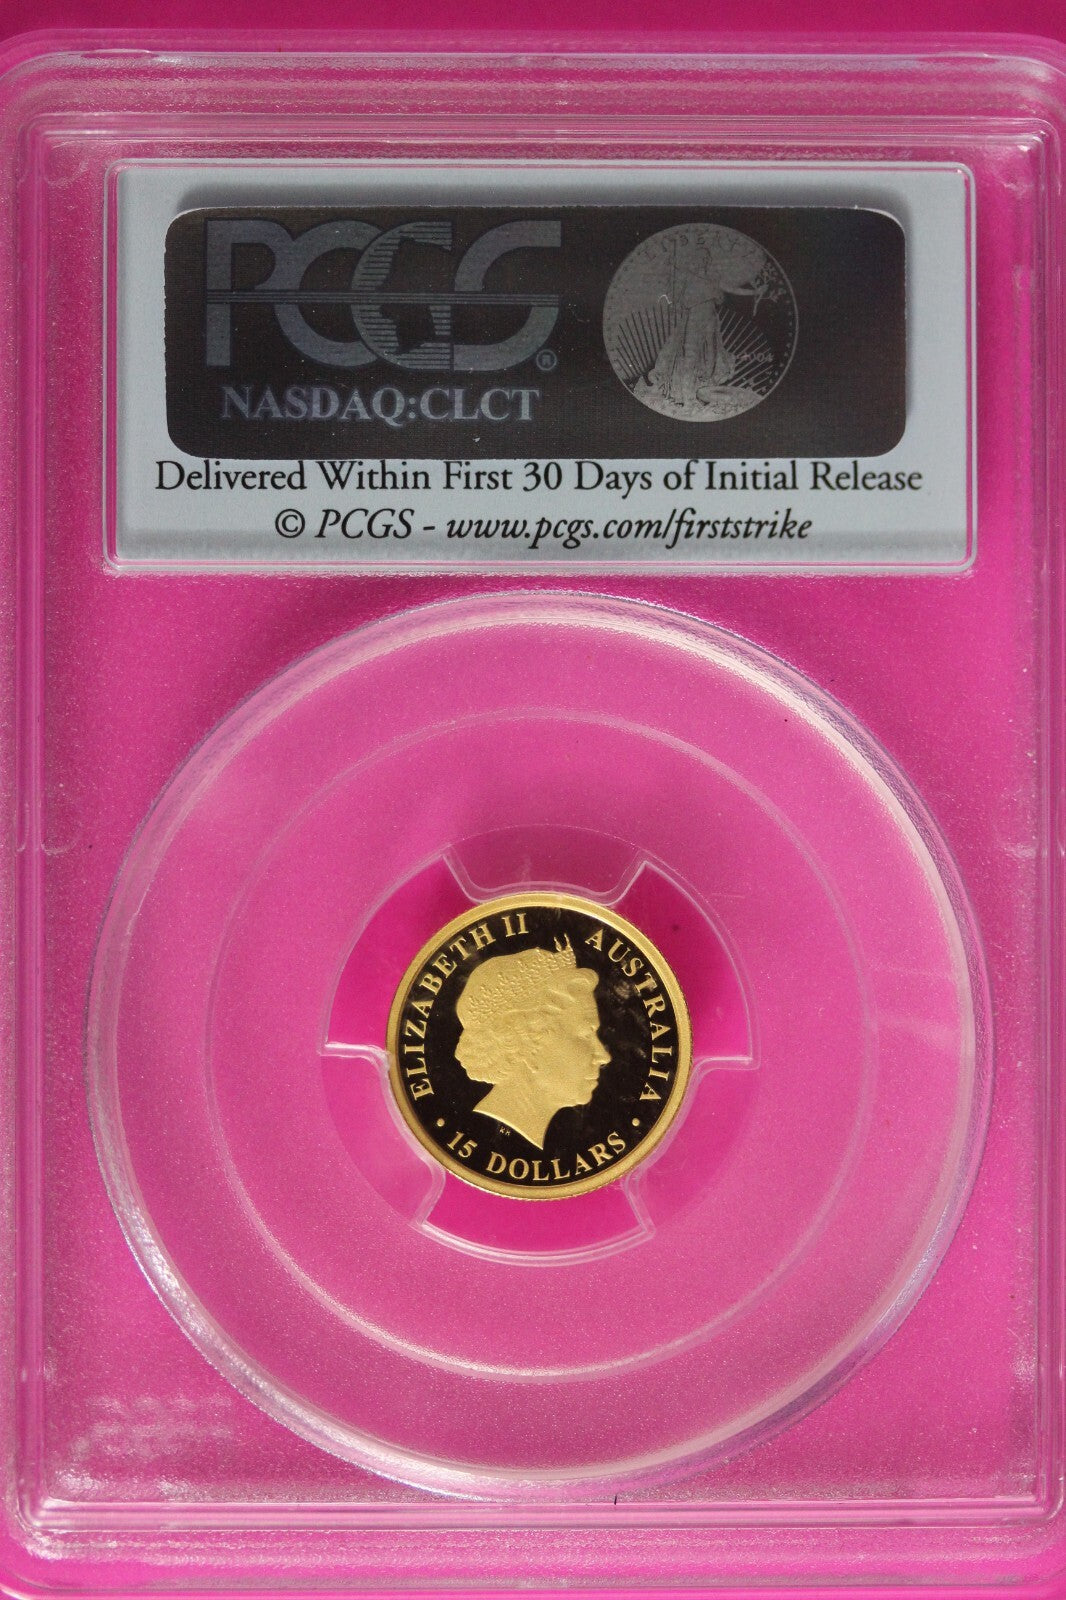 PCGS®
NASDAQ:CLCT
LIBERTY
Delivered Within First 30 Days of Initial Release
© PCGS - www.pcgs.com/firststrike
ELIZABETH II AUSTRALIA
• 15 DOLLARS •